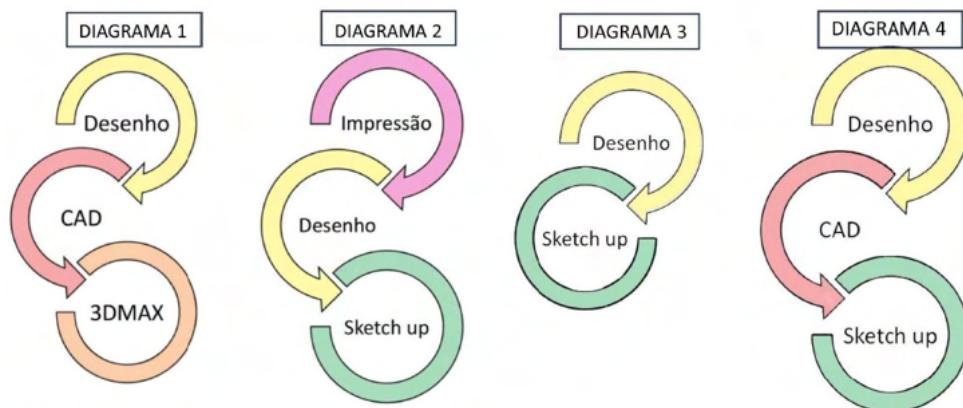 DIAGRAMA 1
Desenho
CAD
3DMAX
DIAGRAMA 2
Impressão
Desenho
Sketch up
DIAGRAMA 3
Desenho
Sketch up
DIAGRAMA 4
Desenho
CAD
Sketch up